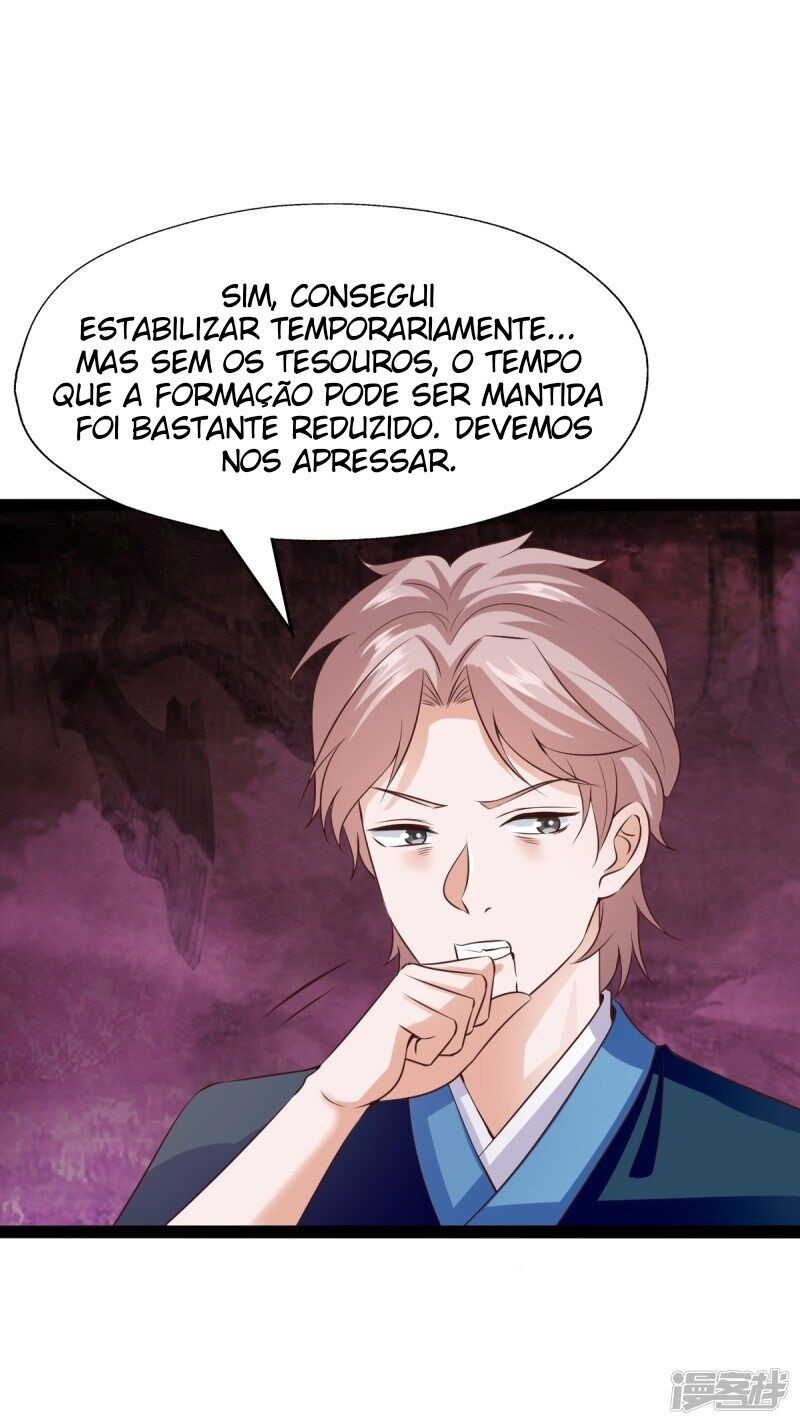 SIM, CONSEGUI
ESTABILIZAR TEMPORARIAMENTE...
MAS SEM OS TESOUROS, O TEMPO
QUE A FORMAÇÃO PODE SER MANTIDA
FOI BASTANTE REDUZIDO. DEVEMOS
NOS APRESSAR.
漫客栈